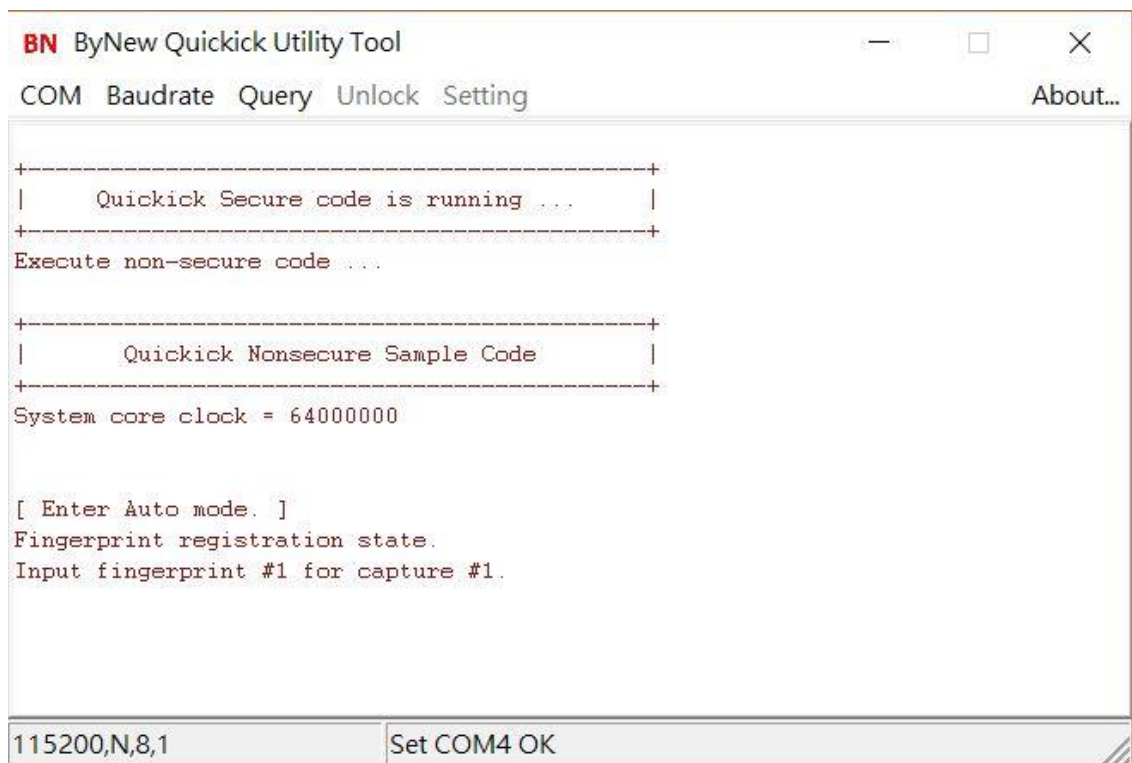 BN ByNew Quickick Utility Tool
COM Baudrate Query Unlock Setting About...
+---------------------------------------------+
| Quickick Secure code is running ... |
+---------------------------------------------+
Execute non-secure code ...
+---------------------------------------------+
| Quickick Nonsecure Sample Code |
+---------------------------------------------+
System core clock = 64000000
[ Enter Auto mode. ]
Fingerprint registration state.
Input fingerprint #1 for capture #1.
115200,N,8,1 Set COM4 OK